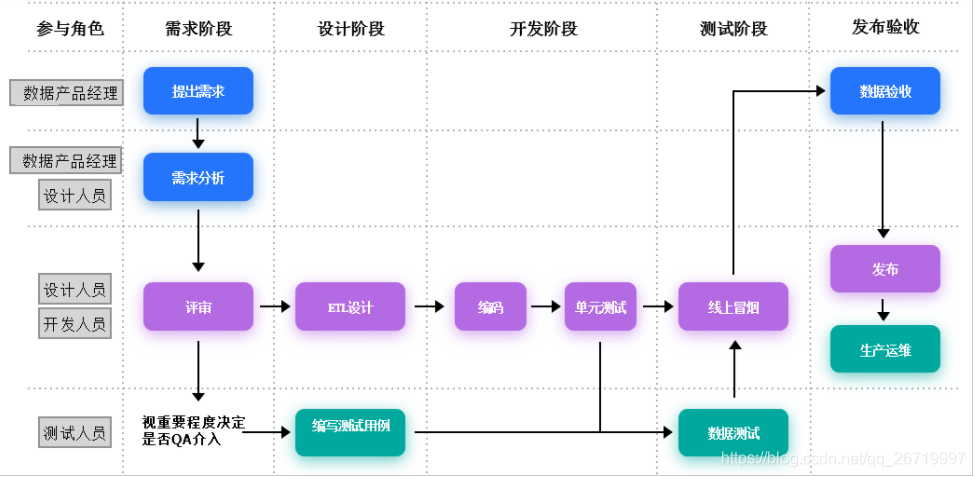 参与角色
需求阶段
设计阶段
开发阶段
测试阶段
发布验收
数据产品经理
提出需求
数据验收
数据产品经理
设计人员
需求分析
设计人员
开发人员
评审
ETL设计
编码
单元测试
线上冒烟
发布
生产运维
测试人员
视重要程度决定
是否QA介入
编写测试用例
数据测试
https://blog.csdn.net/qq_26719997